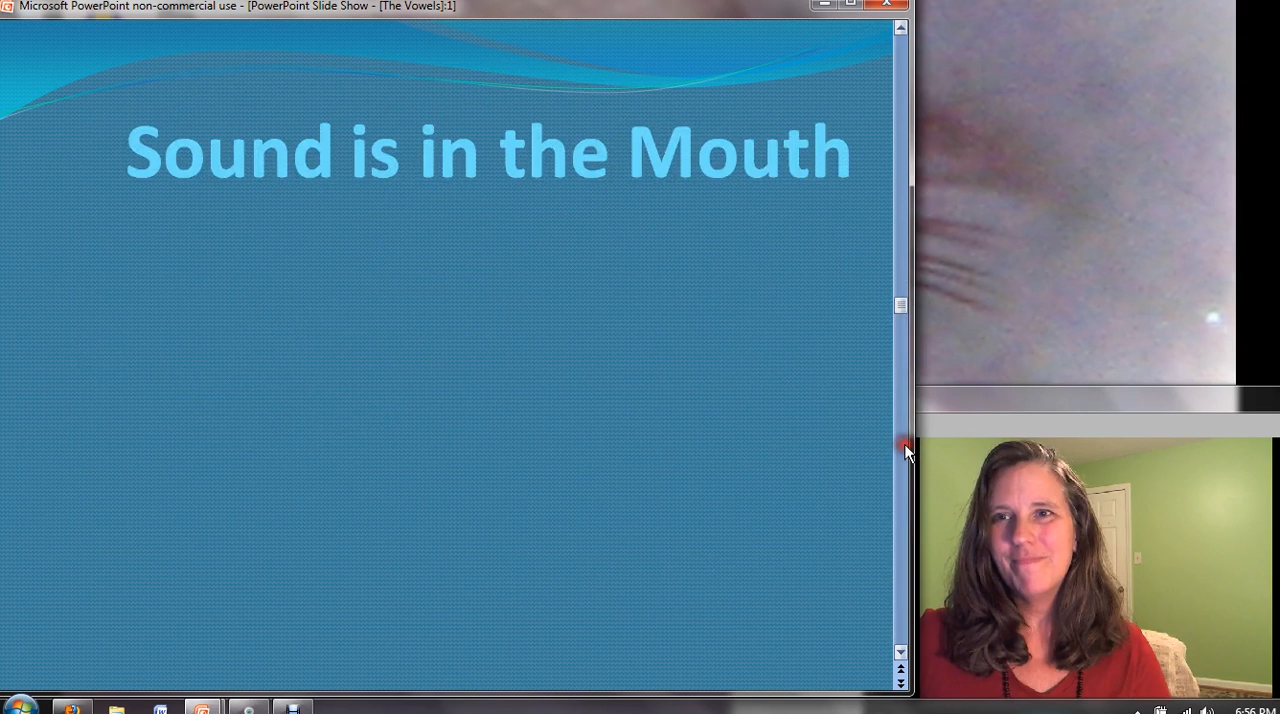 Microsoft PowerPoint non-commercial use - [PowerPoint Slide Show - [The Vowels]:1]
Sound is in the Mouth
6:56 PM